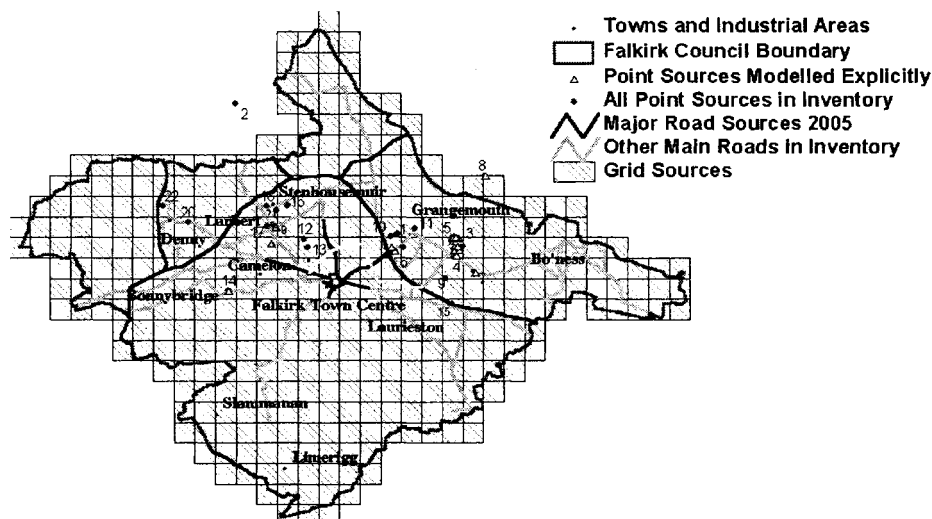 Towns and Industrial Areas
Falkirk Council Boundary
Point Sources Modelled Explicitly
All Point Sources in Inventory
Major Road Sources 2005
Other Main Roads in Inventory
Grid Sources
2
8
22
Stenhousemuir
20
Larbert
Grangemouth
11
12
5
3
Denny
13
Camelon
6
4
Bo'ness
14
9
Bonnybridge
Falkirk Town Centre
15
Laurieston
Slamannan
Limerigg